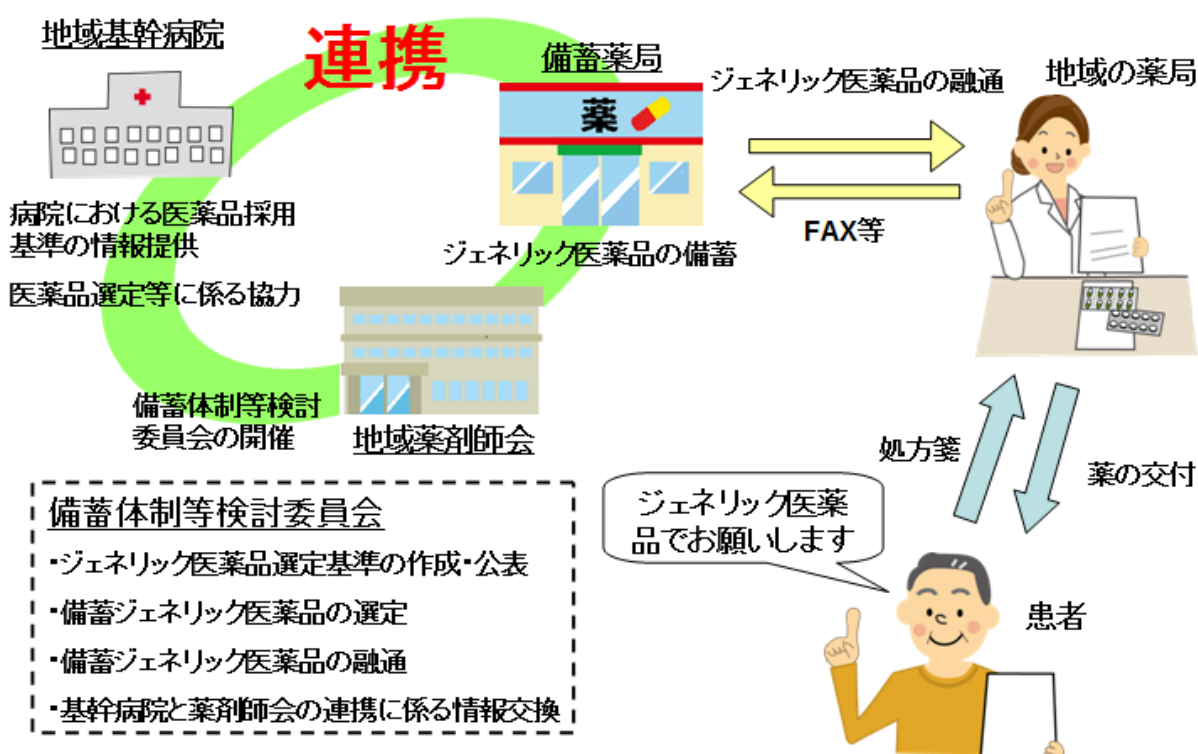 地域基幹病院
連携
備蓄薬局
薬
ジェネリック医薬品の融通
地域の薬局
病院における医薬品採用
基準の情報提供
医薬品選定等に係る協力
ジェネリック医薬品の備蓄
FAX等
備蓄体制等検討
委員会の開催
地域薬剤師会
処方箋
薬の交付
備蓄体制等検討委員会
・ジェネリック医薬品選定基準の作成・公表
・備蓄ジェネリック医薬品の選定
・備蓄ジェネリック医薬品の融通
・基幹病院と薬剤師会の連携に係る情報交換
ジェネリック医薬
品でお願いします
患者